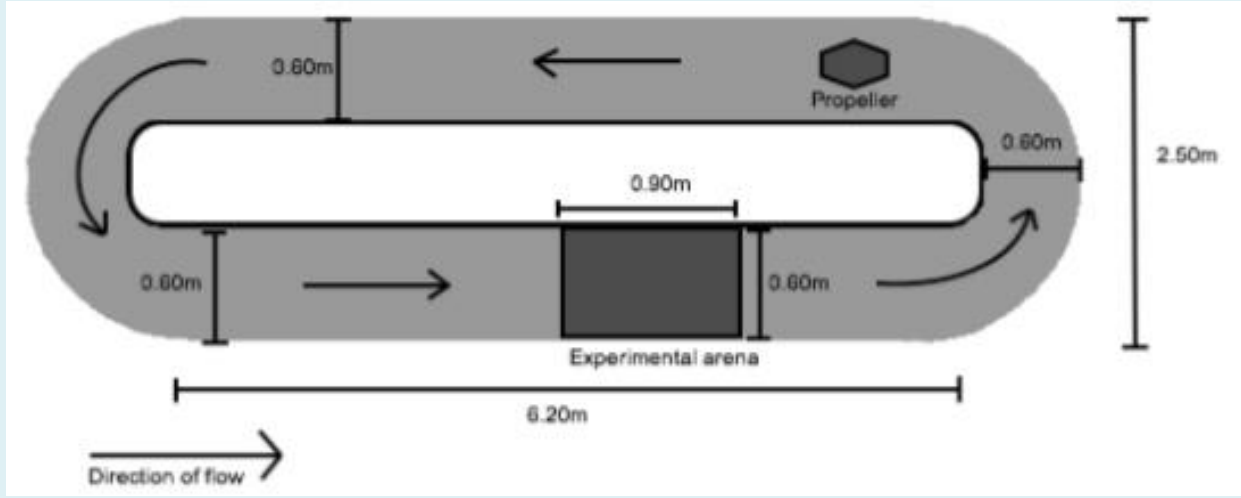 0.60m
Propeller
0.60m
2.50m
0.90m
0.60m
0.60m
Experimental arena
6.20m
Direction of flow